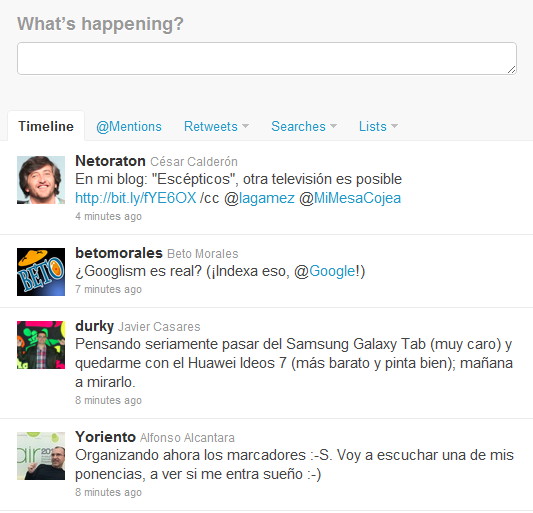 What's happening?
Timeline @Mentions Retweets Searches Lists
Netoraton César Calderón
En mi blog: "Escépticos", otra televisión es posible
http://bit.ly/fYE6OX /cc @lagamez @MiMesaCojea
4 minutes ago
BETO
betomorales Beto Morales
¿Googlism es real? (¡Indexa eso, @Google!)
7 minutes ago
durky Javier Casares
Pensando seriamente pasar del Samsung Galaxy Tab (muy caro) y
quedarme con el Huawei Ideos 7 (más barato y pinta bien); mañana
a mirarlo.
8 minutes ago
Yoriento Alfonso Alcantara
Organizando ahora los marcadores :-S. Voy a escuchar una de mis
ponencias, a ver si me entra sueño :-)
8 minutes ago